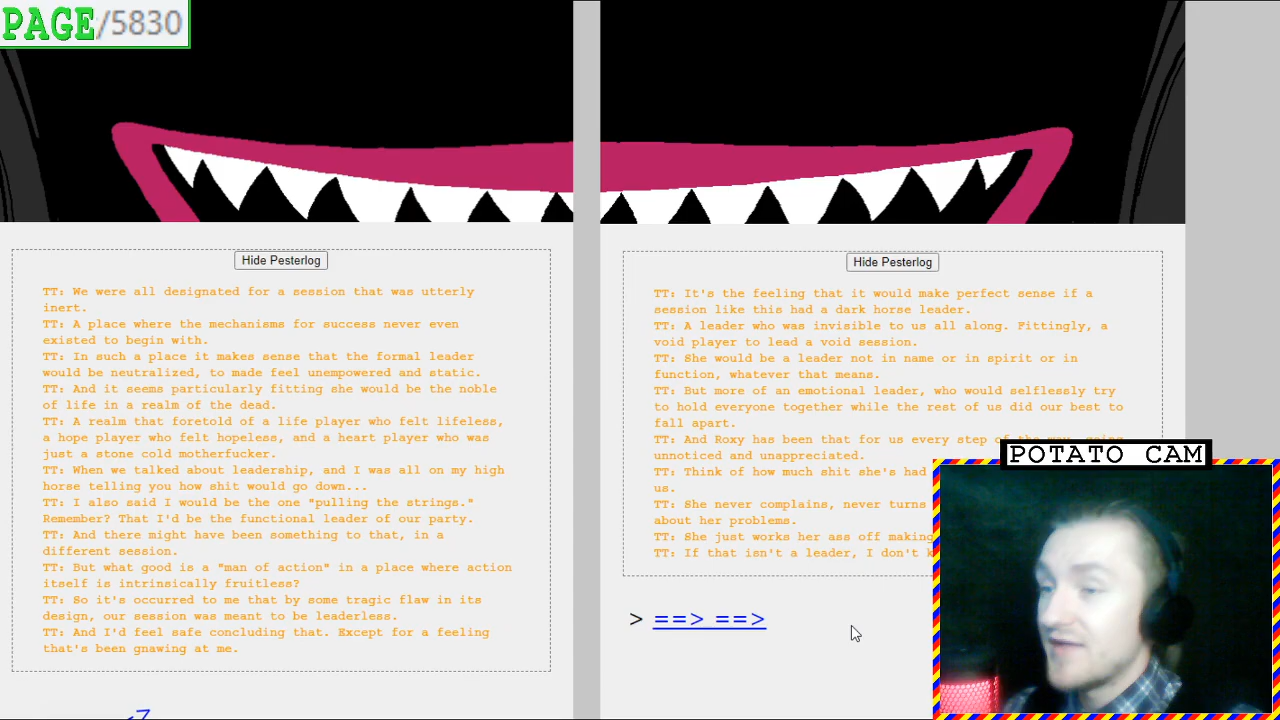 PAGE/5830
Hide Pesterlog
TT: We were all designated for a session that was utterly
inert.
TT: A place where the mechanisms for success never even
existed to begin with.
TT: In such a place it makes sense that the formal leader
would be neutralized, to made feel unempowered and static.
TT: And it seems particularly fitting she would be the noble
of life in a realm of the dead.
TT: A realm that foretold of a life player who felt lifeless,
a hope player who felt hopeless, and a heart player who was
just a stone cold motherfucker.
TT: When we talked about leadership, and I was all on my high
horse telling you how shit would go down...
TT: I also said I would be the one "pulling the strings."
Remember? That I'd be the functional leader of our party.
TT: And there might have been something to that, in a
different session.
TT: But what good is a "man of action" in a place where action
itself is intrinsically fruitless?
TT: So it's occurred to me that by some tragic flaw in its
design, our session was meant to be leaderless.
TT: And I'd feel safe concluding that. Except for a feeling
that's been gnawing at me.
Hide Pesterlog
TT: It's the feeling that it would make perfect sense if a
session like this had a dark horse leader.
TT: A leader who was invisible to us all along. Fittingly, a
void player to lead a void session.
TT: She would be a leader not in name or in spirit or in
function, whatever that means.
TT: But more of an emotional leader, who would selflessly try
to hold everyone together while the rest of us did our best to
fall apart.
TT: And Roxy has been that for us every step of
unnoticed and unappreciated.
TT: Think of how much shit she's had
us.
TT: She never complains, never turns
about her problems.
TT: She just works her ass off making
TT: If that isn't a leader, I don't
> ==> ==>
POTATO CAM